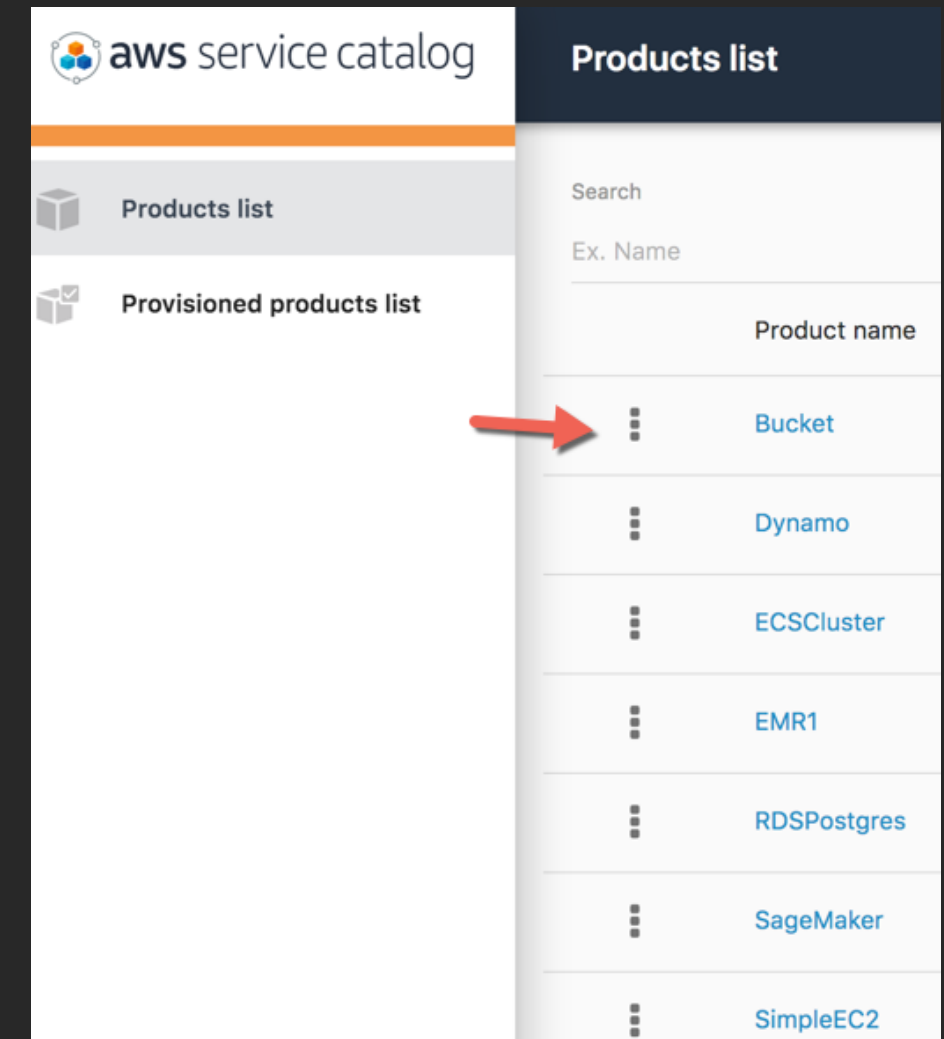 aws service catalog
Products list
Provisioned products list
Products list
Search
Ex. Name
Product name
Bucket
Dynamo
ECSCluster
EMR1
RDSPostgres
SageMaker
SimpleEC2